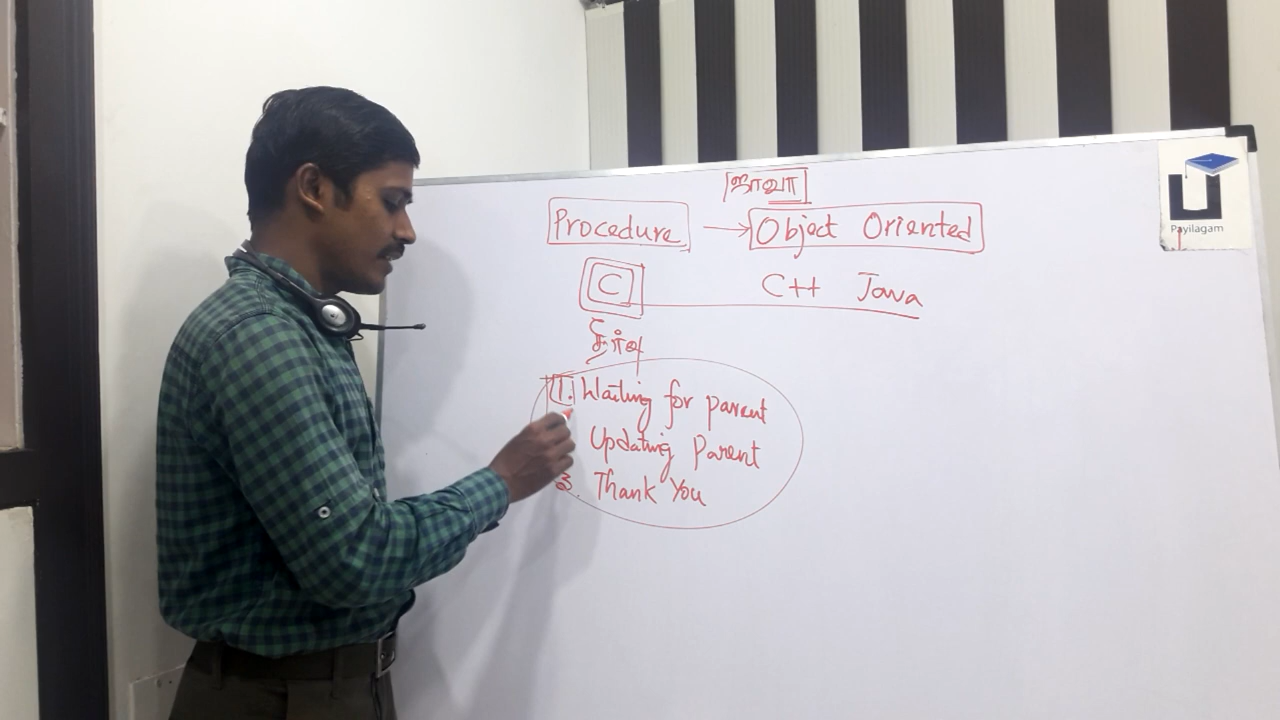 ஜாவா
Procedure → Object Oriented
C C++ Java
1. Waiting for parent
Updating Parent
3. Thank You
Payilagam